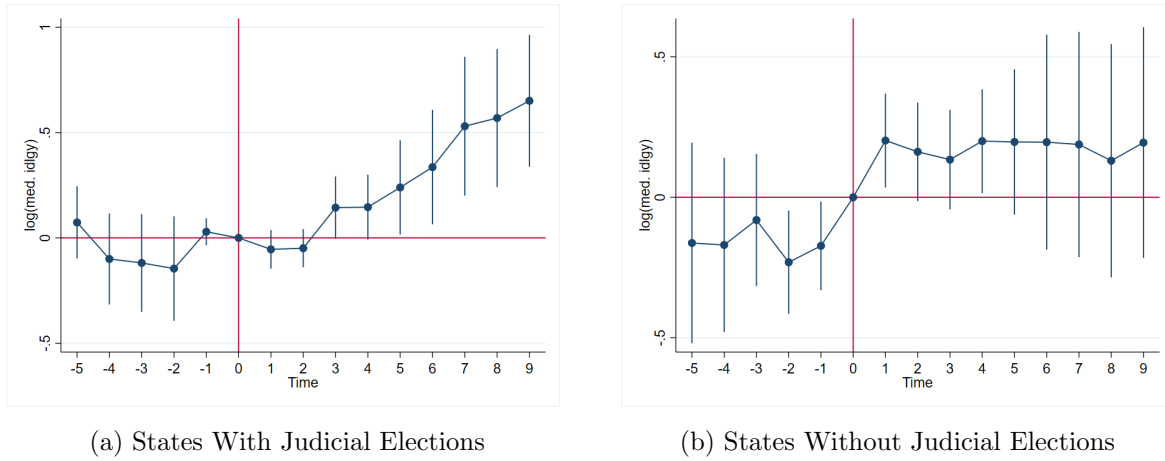 log(med. idlgy)
1
.5
0
-.5
-5 -4 -3 -2 -1 0 1 2 3 4 5 6 7 8 9
Time
(a) States With Judicial Elections
log(med. idlgy)
.5
0
-.5
-5 -4 -3 -2 -1 0 1 2 3 4 5 6 7 8 9
Time
(b) States Without Judicial Elections